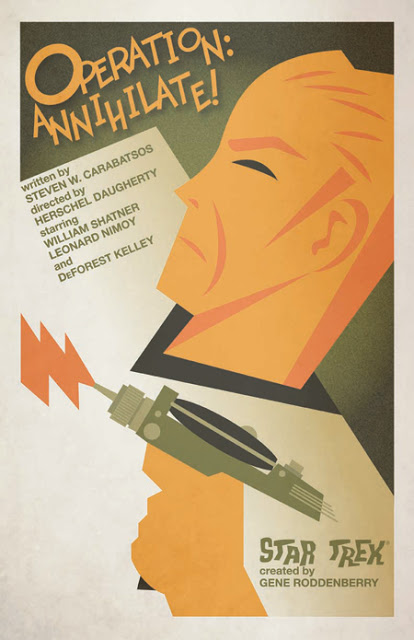 OPERATION:
ANNIHILATE!
written by
STEVEN W. CARABATSOS
directed by
HERSCHEL DAUGHERTY
starring
WILLIAM SHATNER
LEONARD NIMOY
and
DeFOREST KELLEY
STAR TREK®
created by
GENE RODDENBERRY